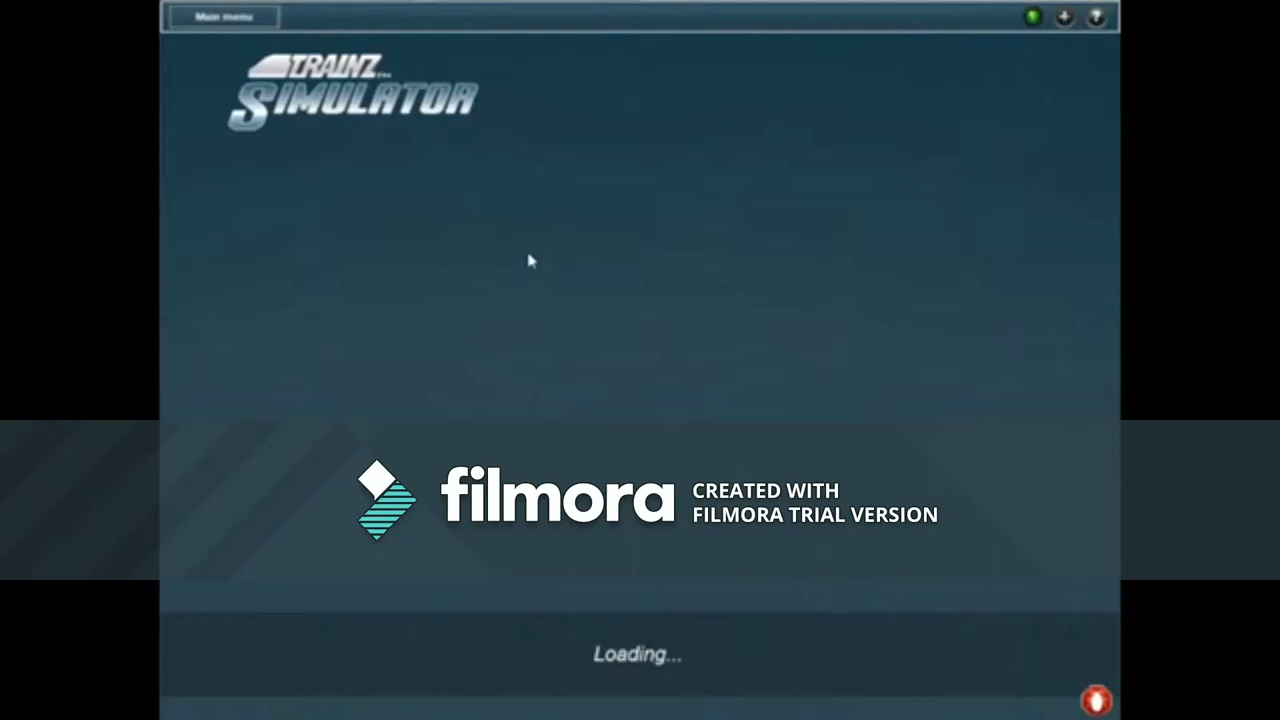 Main menu
?
TRAINZ
SIMULATOR
filmora
CREATED WITH
FILMORA TRIAL VERSION
Loading...